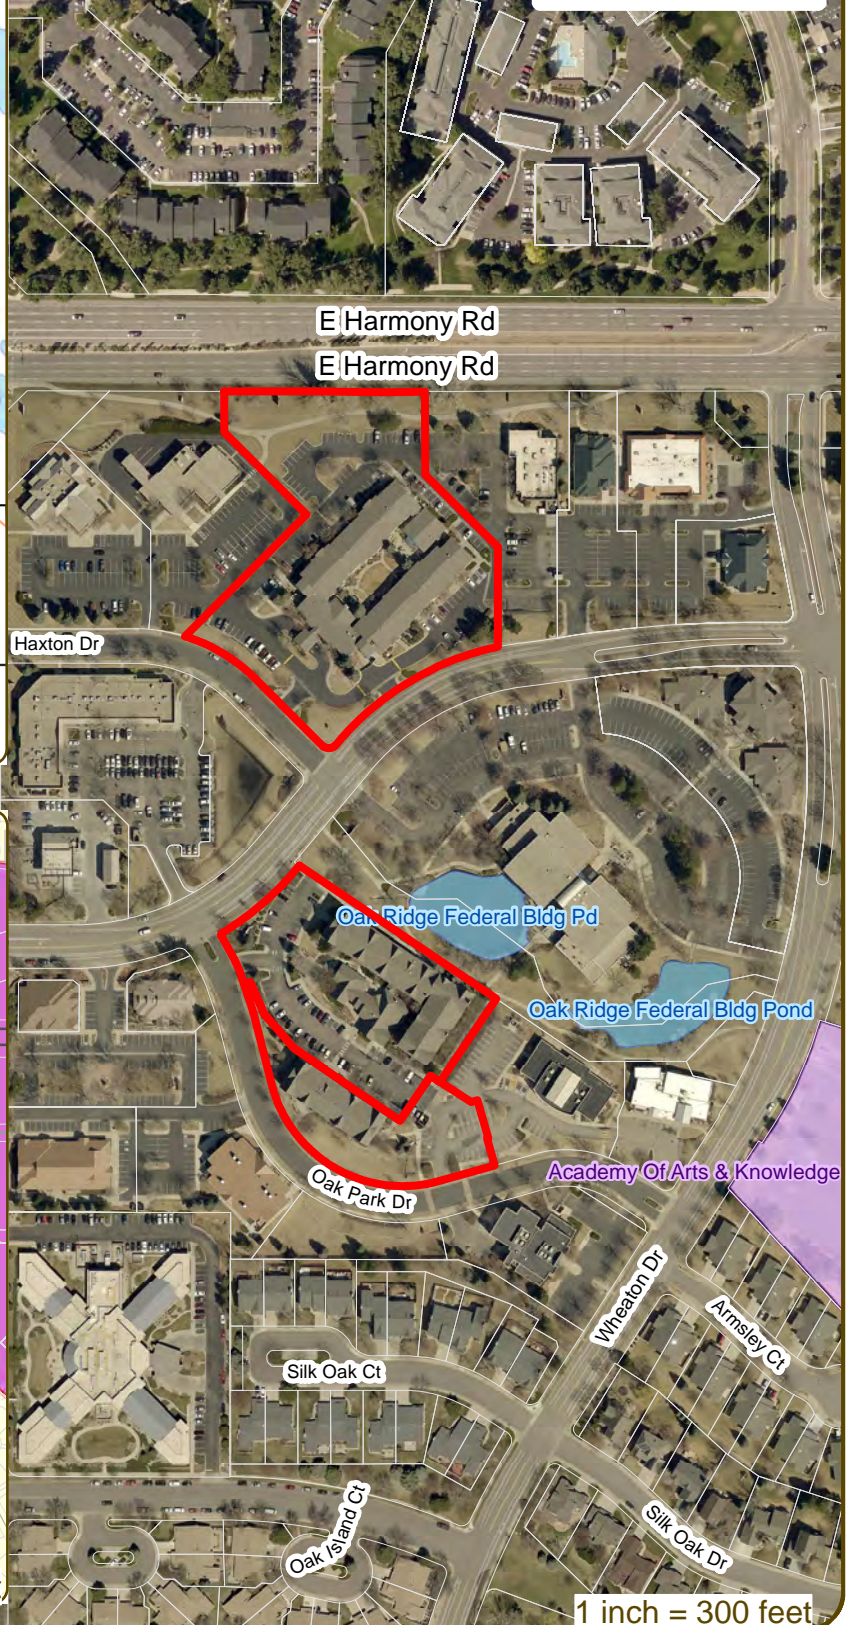 E Harmony Rd
E Harmony Rd
Haxton Dr
Oak Ridge Federal Bldg Pd
Oak Ridge Federal Bldg Pond
Academy Of Arts & Knowledge
Oak Park Dr
Wheaton Dr
Armsley Ct
Silk Oak Ct
Oak Island Ct
Silk Oak Dr
1 inch = 300 feet